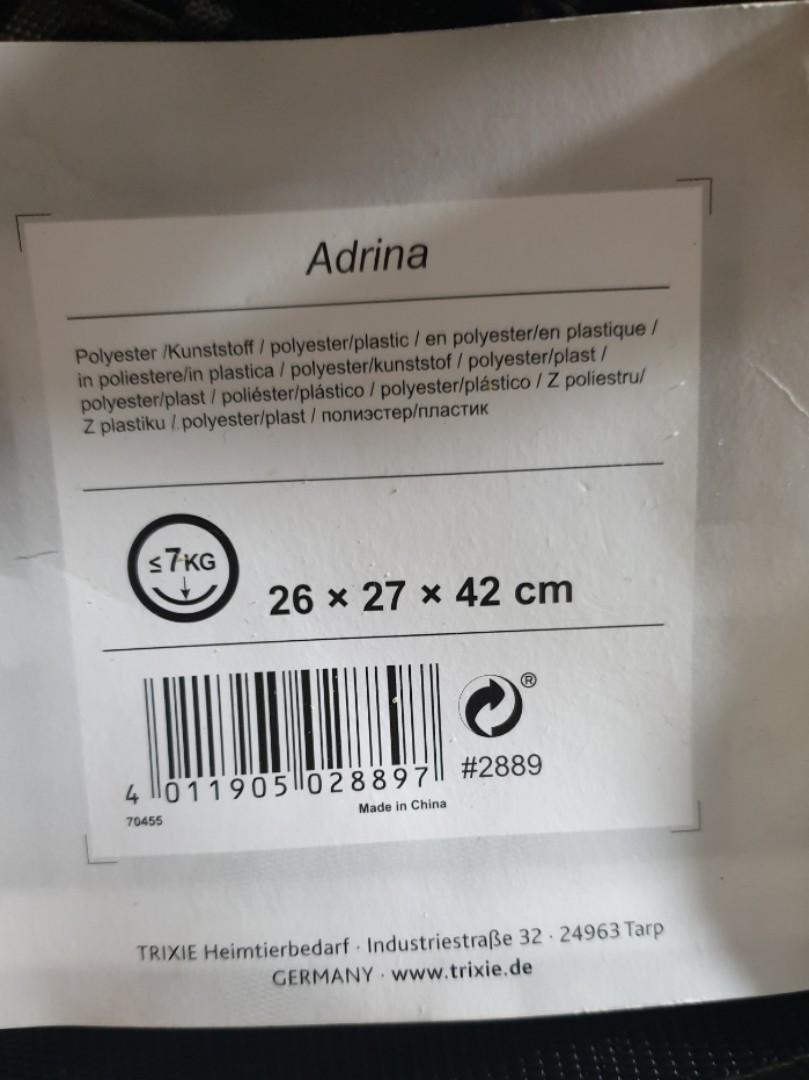 Adrina
Polyester /Kunststoff / polyester/plastic / en polyester/en plastique /
in poliestere/in plastica / polyester/kunststof / polyester/plast /
polyester/plast / poliéster/plástico / polyester/plástico / Z poliestru/
Z plastiku / polyester/plast / полиэстер/пластик
≤7KG
26 × 27 × 42 cm
®
4 011905 028897
#2889
Made in China
70455
TRIXIE Heimtierbedarf · Industriestraße 32 · 24963 Tarp
GERMANY · www.trixie.de